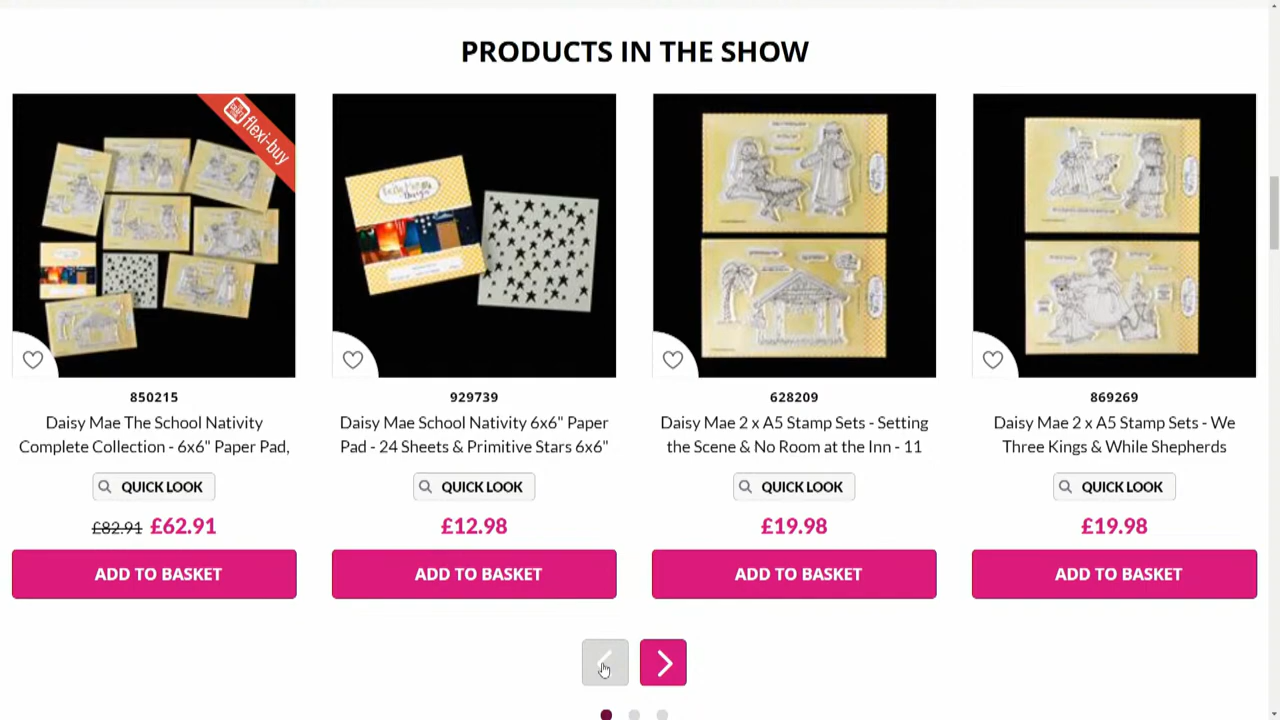 PRODUCTS IN THE SHOW
flexi-buy
850215
Daisy Mae The School Nativity
Complete Collection - 6x6" Paper Pad,
QUICK LOOK
£82.91 £62.91
ADD TO BASKET
929739
Daisy Mae School Nativity 6x6" Paper
Pad - 24 Sheets & Primitive Stars 6x6"
QUICK LOOK
£12.98
ADD TO BASKET
628209
Daisy Mae 2 x A5 Stamp Sets - Setting
the Scene & No Room at the Inn - 11
QUICK LOOK
£19.98
ADD TO BASKET
869269
Daisy Mae 2 x A5 Stamp Sets - We
Three Kings & While Shepherds
QUICK LOOK
£19.98
ADD TO BASKET